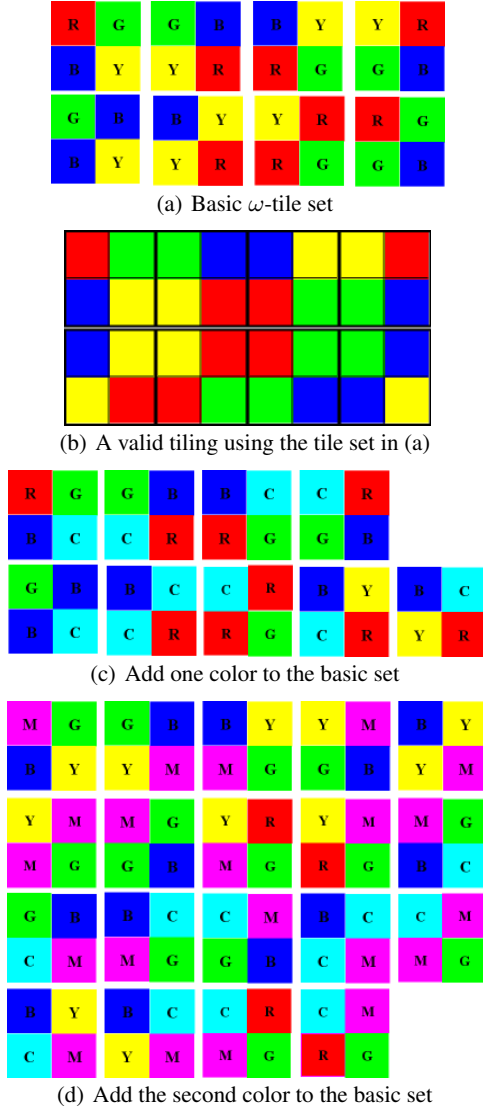 R G G B B Y Y R
B Y Y R R G G B
G B B Y Y R R G
B Y Y R R G G B
(a) Basic ω-tile set
(b) A valid tiling using the tile set in (a)
R G G B B C C R
B C C R R G G B
G B B C C R B Y B C
B C C R R G C R Y R
(c) Add one color to the basic set
M G G B B Y Y M B Y
B Y Y M M G G B Y M
Y M M G Y R Y M M G
M G G B M G R G B C
G B B C C M B C C M
C M M G G B C M M G
B Y B C C R C M
C M Y M M G R G
(d) Add the second color to the basic set